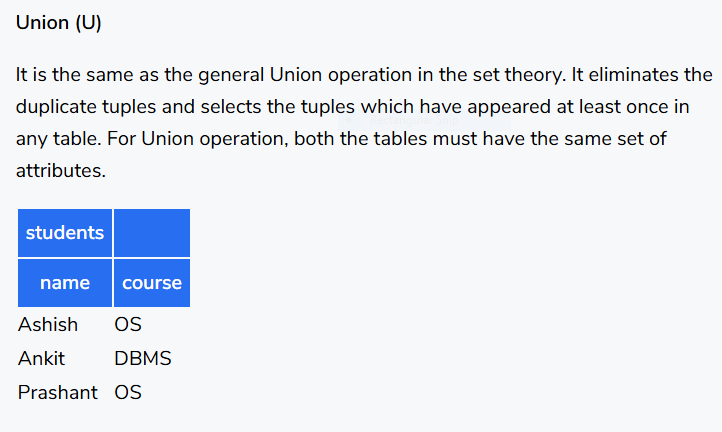 Union (U)
It is the same as the general Union operation in the set theory. It eliminates the
duplicate tuples and selects the tuples which have appeared at least once in
any table. For Union operation, both the tables must have the same set of
attributes.
students
name course
Ashish OS
Ankit DBMS
Prashant OS